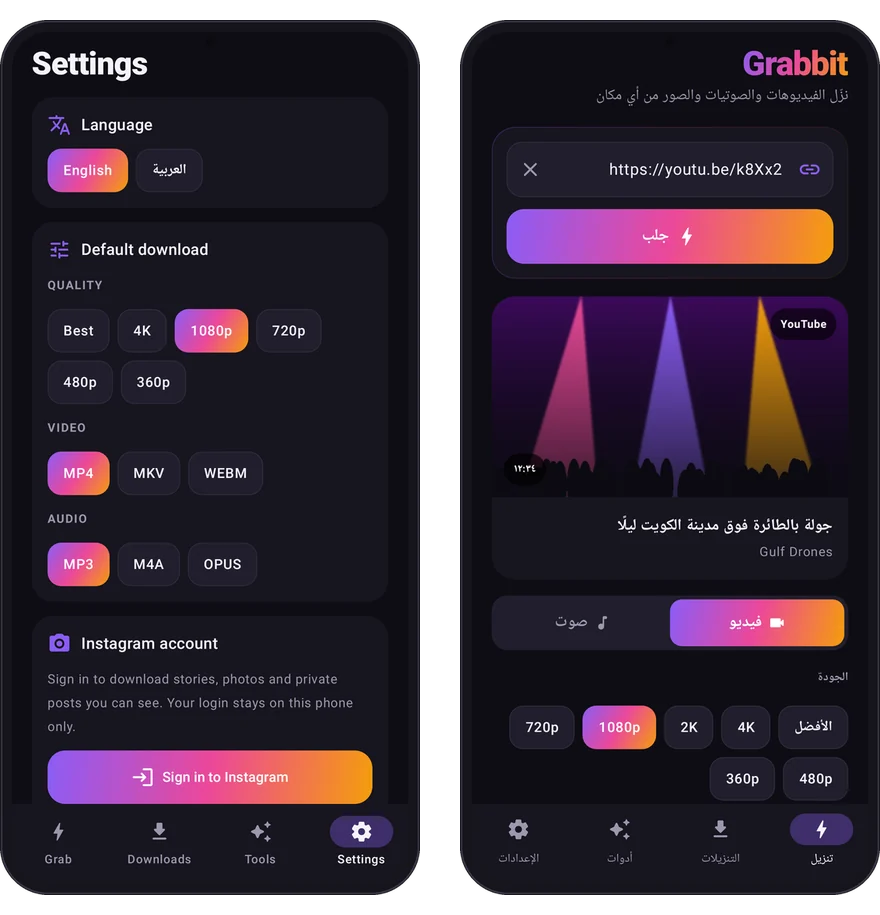 Settings
Language
English
العربية
Default download
QUALITY
Best
4K
1080p
720p
480p
360p
VIDEO
MP4
MKV
WEBM
AUDIO
MP3
M4A
OPUS
Instagram account
Sign in to download stories, photos and private
posts you can see. Your login stays on this phone
only.
Sign in to Instagram
Grab
Downloads
Tools
Settings
Grabbit
نزّل الفيديوهات والصوتيات والصور من أي مكان
https://youtu.be/k8Xx2
جلب
YouTube
١٢:٣٤
جولة بالطائرة فوق مدينة الكويت ليلًا
Gulf Drones
فيديو
صوت
الجودة
الأفضل
4K
2K
1080p
720p
480p
360p
تنزيل
التنزيلات
أدوات
الإعدادات